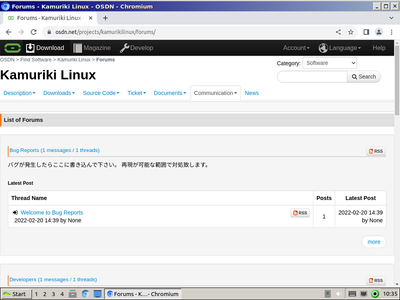 Forums - Kamuriki Linux - OSDN - Chromium
Forums - Kamuriki Linux - OS
osdn.net/projects/kamurikilinux/forums/
Download Magazine Develop Account Language Help
OSDN > Find Software > Kamuriki Linux > Forums
Category: Software
Kamuriki Linux
Search
Description Downloads Source Code Ticket Documents Communication News
List of Forums
Bug Reports (1 messages / 1 threads)
RSS
バグが発生したらここに書き込んで下さい。 再現が可能な範囲で対処致します。
Latest Post
Thread Name Posts Latest Post
Welcome to Bug Reports
RSS
2022-02-20 14:39 by None
1
2022-02-20 14:39
by None
more
Developers (1 messages / 1 threads)
RSS
Start 1 2 3 4 Forums - K...- Chromium 10:35